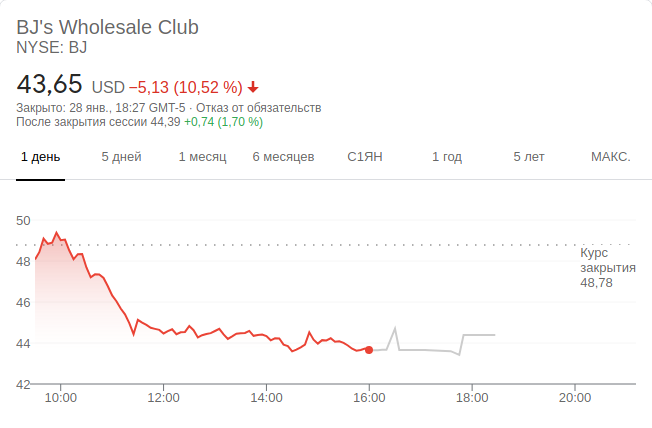 BJ's Wholesale Club
NYSE: BJ
43,65 USD −5,13 (10,52 %)
Закрыто: 28 янв., 18:27 GMT-5 · Отказ от обязательств
После закрытия сессии 44,39 +0,74 (1,70 %)
1 день 5 дней 1 месяц 6 месяцев С1ЯН 1 год 5 лет МАКС.
50
Курс
48 закрытия
48,78
46
44
42
10:00 12:00 14:00 16:00 18:00 20:00